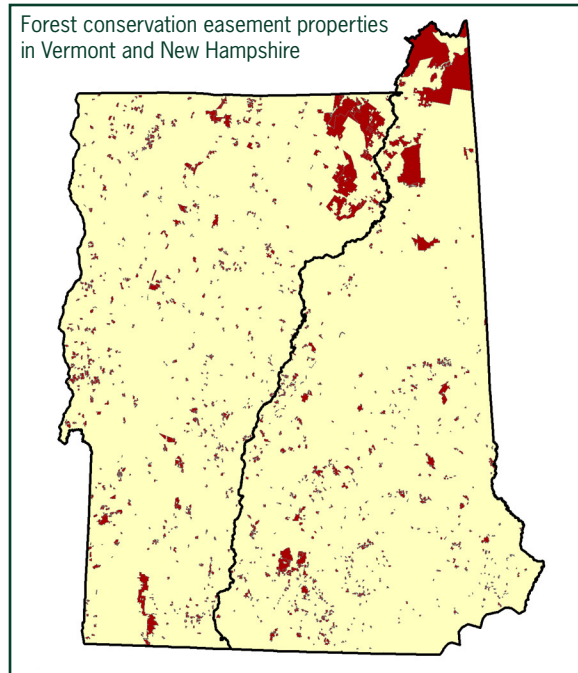 Forest conservation easement properties
in Vermont and New Hampshire